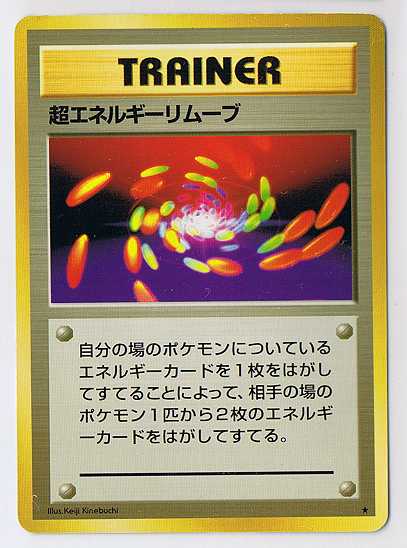 TRAINER
超エネルギーリムーブ
自分の場のポケモンについている
エネルギーカードを1枚をはがし
てすてることによって、相手の場の
ポケモン1匹から2枚のエネルギ
ーカードをはがしてすてる。
Illus.Keiji Kinebuchi
★